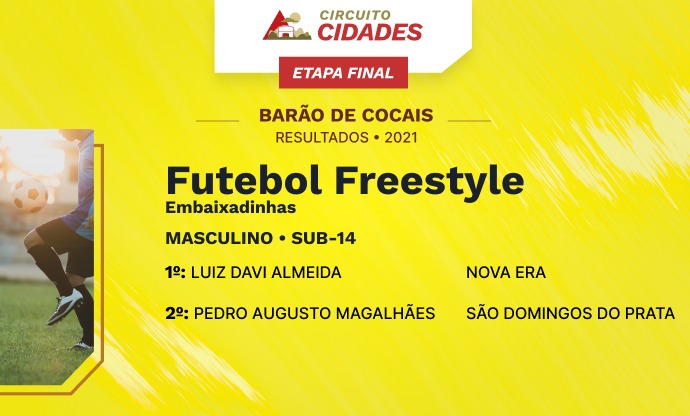 CIRCUITO
CIDADES
ETAPA FINAL
BARÃO DE COCAIS
RESULTADOS • 2021
Futebol Freestyle
Embaixadinhas
MASCULINO • SUB-14
1º: LUIZ DAVI ALMEIDA NOVA ERA
2º: PEDRO AUGUSTO MAGALHÃES SÃO DOMINGOS DO PRATA